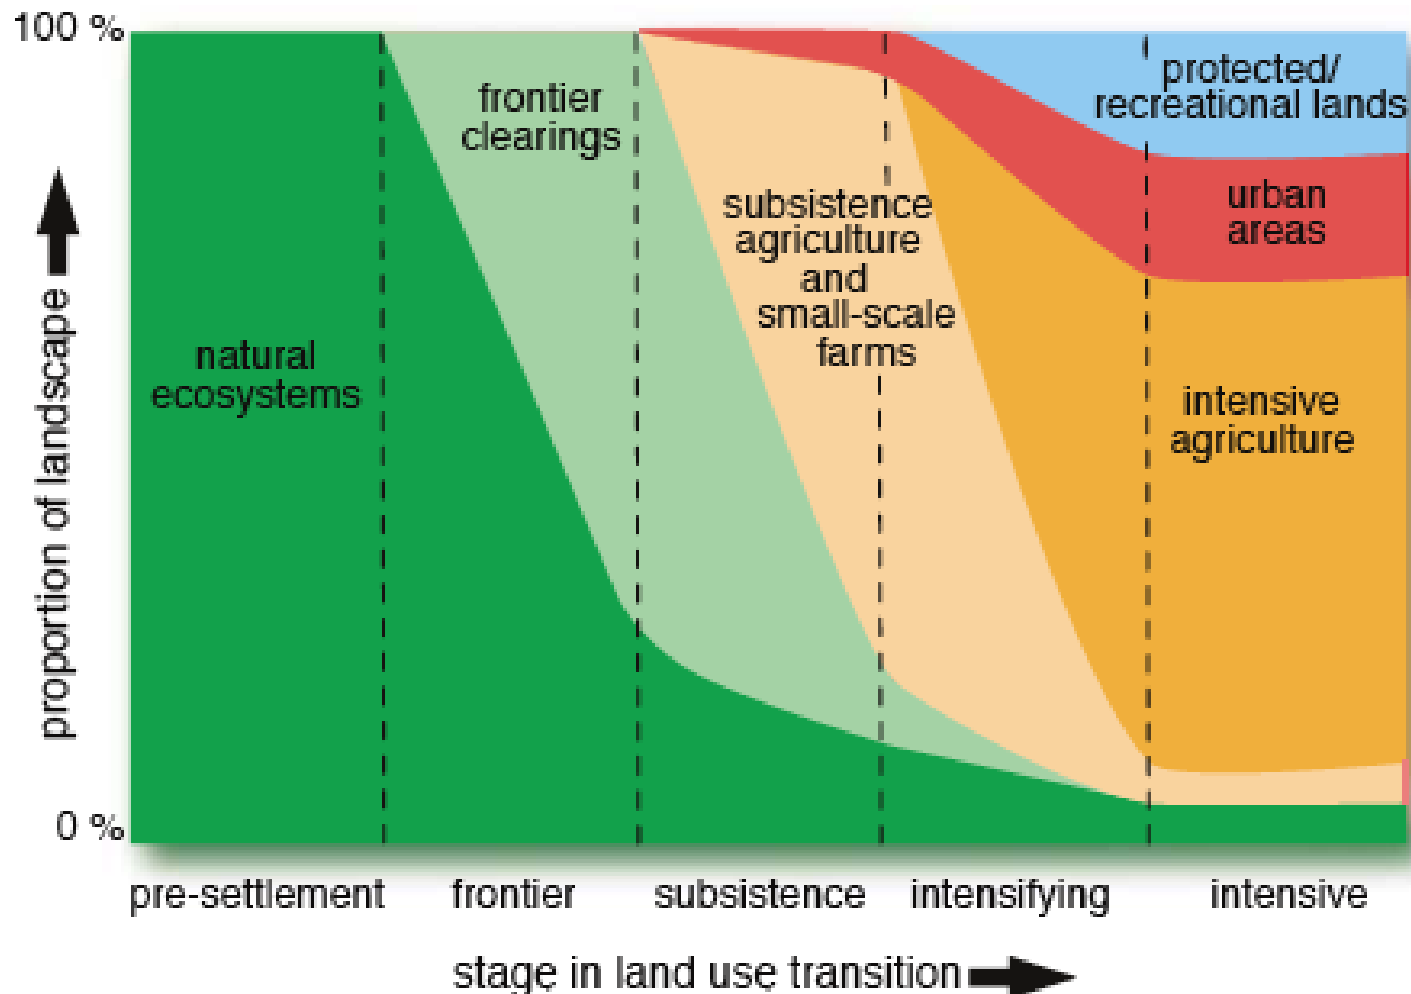 100 %
frontier
clearings
protected/
recreational lands
subsistence
agriculture
and
small-scale
farms
urban
areas
natural
ecosystems
intensive
agriculture
proportion of landscape
0 %
pre-settlement
frontier
subsistence
intensifying
intensive
stage in land use transition